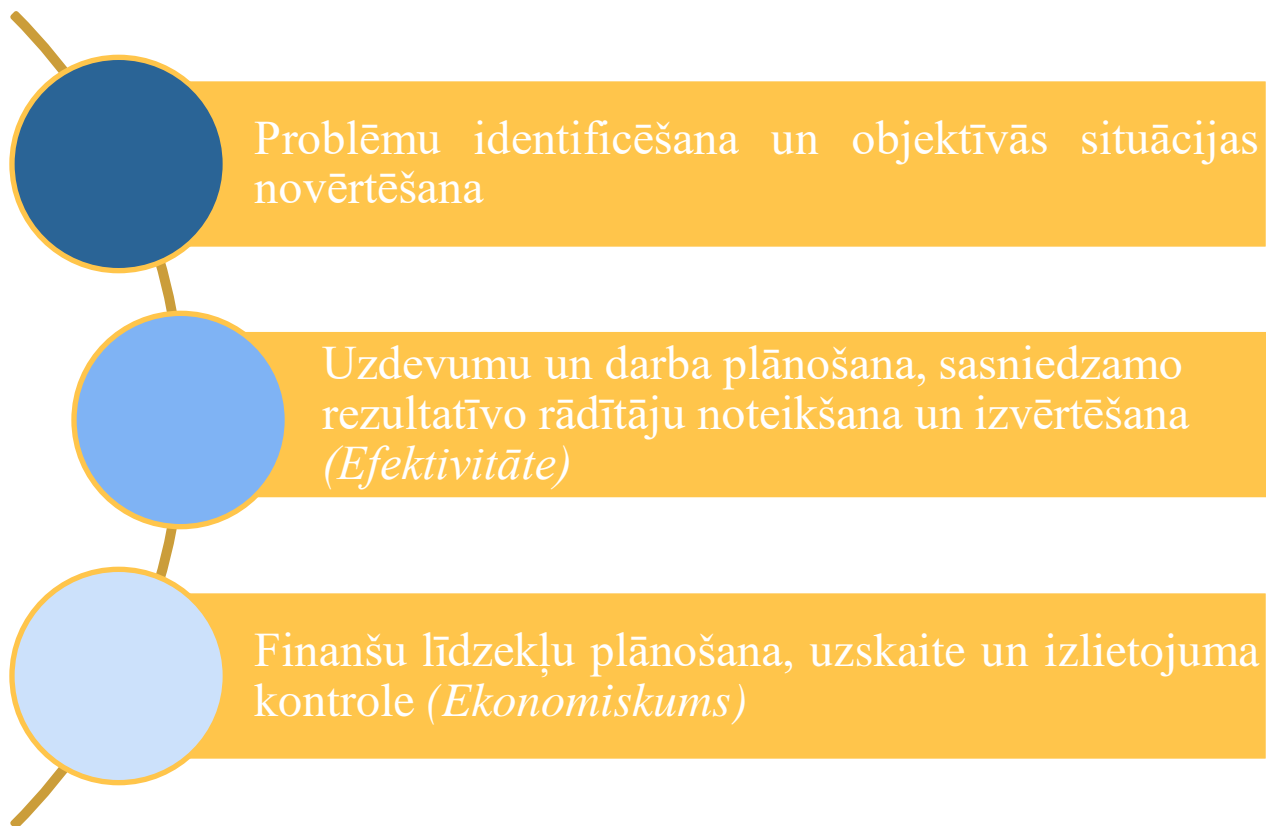 Problēmu identificēšana un objektīvās situācijas
novērtēšana
Uzdevumu un darba plānošana, sasniedzamo
rezultatīvo rādītāju noteikšana un izvērtēšana
(Efektivitāte)
Finanšu līdzekļu plānošana, uzskaite un izlietojuma
kontrole (Ekonomiskums)